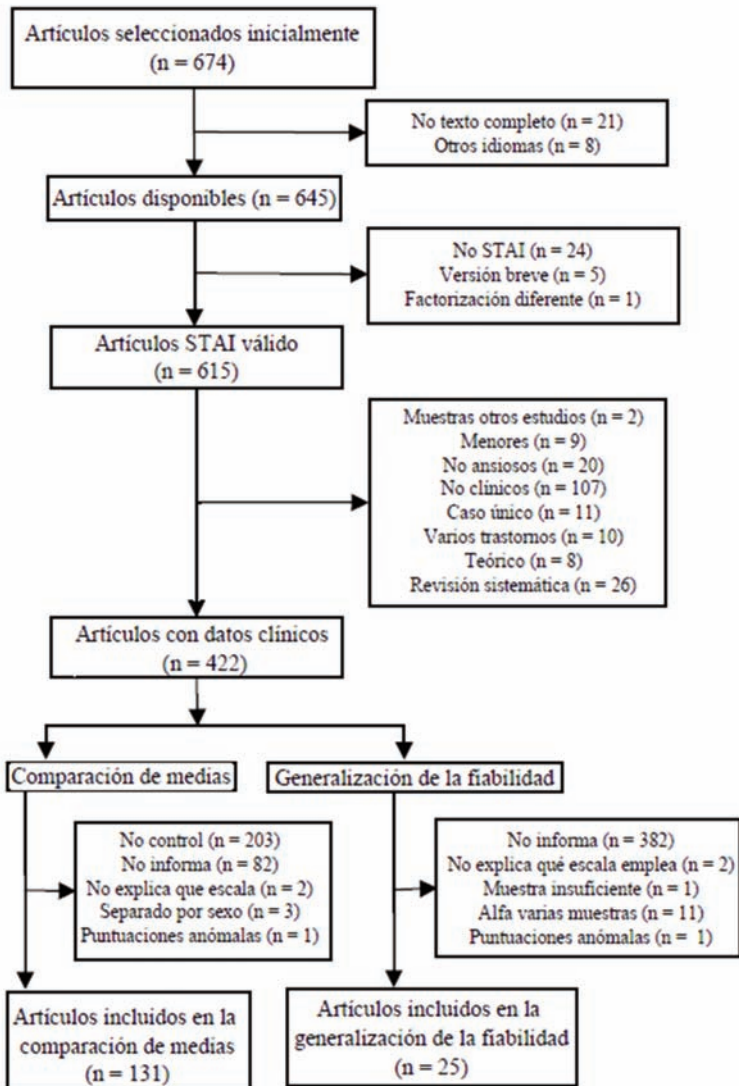 Artículos seleccionados inicialmente
(n = 674)
No texto completo (n = 21)
Otros idiomas (n = 8)
Artículos disponibles (n = 645)
No STAI (n = 24)
Versión breve (n = 5)
Factorización diferente (n = 1)
Artículos STAI válido
(n = 615)
Muestras otros estudios (n = 2)
Menores (n = 9)
No ansiosos (n = 20)
No clínicos (n = 107)
Caso único (n = 11)
Varios trastornos (n = 10)
Teórico (n = 8)
Revisión sistemática (n = 26)
Artículos con datos clínicos
(n = 422)
Comparación de medias
Generalización de la fiabilidad
No control (n = 203)
No informa (n = 82)
No explica que escala (n = 2)
Separado por sexo (n = 3)
Puntuaciones anómalas (n = 1)
No informa (n = 382)
No explica qué escala emplea (n = 2)
Muestra insuficiente (n = 1)
Alfa varias muestras (n = 11)
Puntuaciones anómalas (n = 1)
Artículos incluidos en la
comparación de medias
(n = 131)
Artículos incluidos en la
generalización de la fiabilidad
(n = 25)